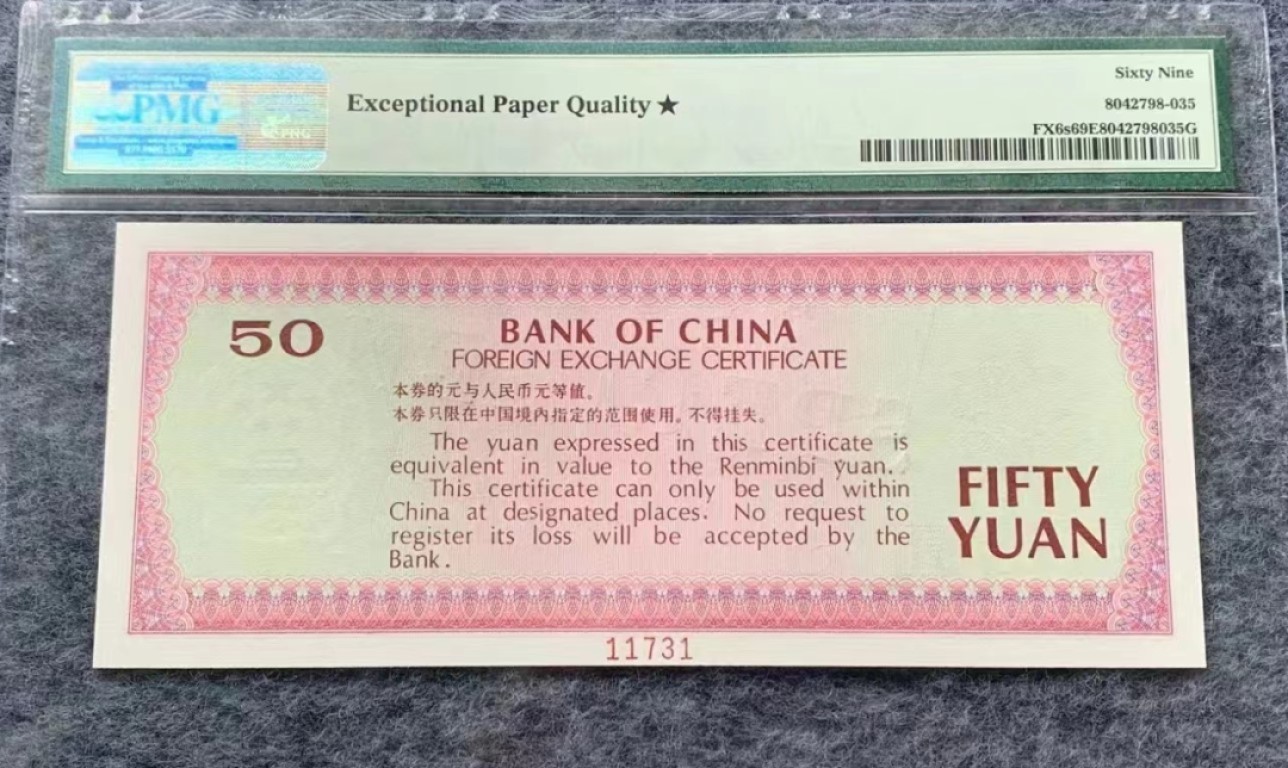 Sixty Nine
PMG
Exceptional Paper Quality ★
8042798-035
FX6s69E8042798035G
50
BANK OF CHINA
FOREIGN EXCHANGE CERTIFICATE
本券的元与人民币元等值。
本券只限在中国境内指定的范围使用。不得挂失。
The yuan expressed in this certificate is
equivalent in value to the Renminbi yuan.
This certificate can only be used within
China at designated places. No request to
register its loss will be accepted by the
Bank.
FIFTY
YUAN
11731